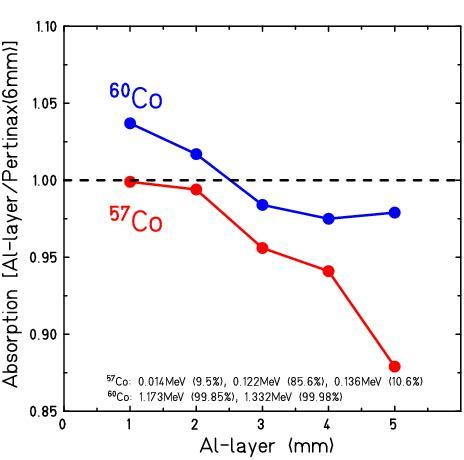 Absorption [Al-layer/Pertinax(6mm)]
1.10
1.05
1.00
0.95
0.90
0.85
⁶⁰Co
⁵⁷Co
⁵⁷Co: 0.014MeV (9.5%), 0.122MeV (85.6%), 0.136MeV (10.6%)
⁶⁰Co: 1.173MeV (99.85%), 1.332MeV (99.98%)
0 1 2 3 4 5
Al-layer (mm)